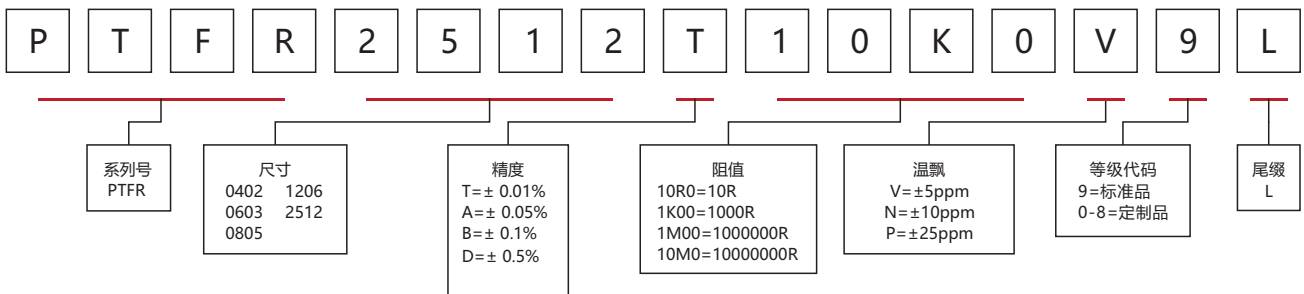 P T F R 2 5 1 2 T 1 0 K 0 V 9 L
系列号
PTFR
尺寸
0402 1206
0603 2512
0805
精度
T=± 0.01%
A=± 0.05%
B=± 0.1%
D=± 0.5%
阻值
10R0=10R
1K00=1000R
1M00=1000000R
10M0=10000000R
温飘
V=±5ppm
N=±10ppm
P=±25ppm
等级代码
9=标准品
0-8=定制品
尾缀
L